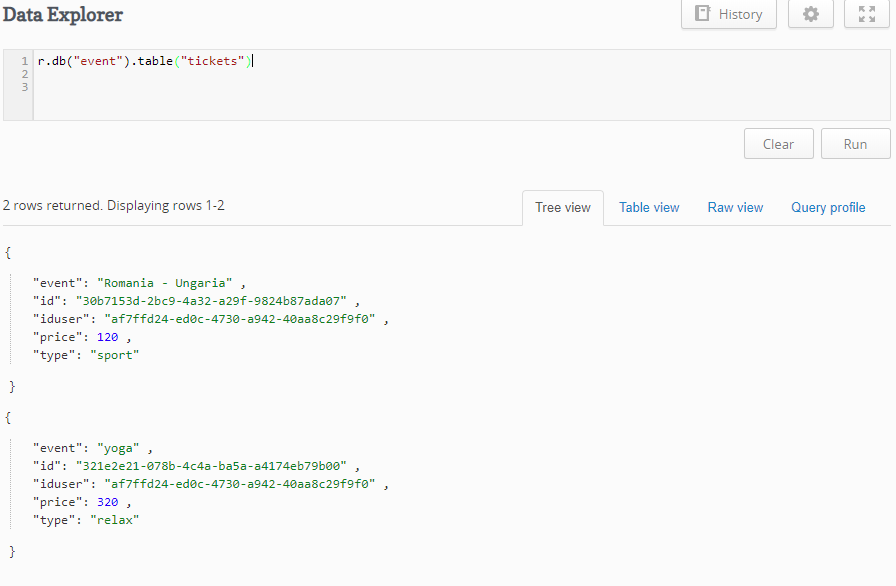 Data Explorer
History
1 r.db("event").table("tickets")
2
3
Clear
Run
2 rows returned. Displaying rows 1-2
Tree view
Table view
Raw view
Query profile
{
"event": "Romania - Ungaria" ,
"id": "30b7153d-2bc9-4a32-a29f-9824b87ada07" ,
"iduser": "af7ffd24-ed0c-4730-a942-40aa8c29f9f0" ,
"price": 120 ,
"type": "sport"
}
{
"event": "yoga" ,
"id": "321e2e21-078b-4c4a-ba5a-a4174eb79b00" ,
"iduser": "af7ffd24-ed0c-4730-a942-40aa8c29f9f0" ,
"price": 320 ,
"type": "relax"
}